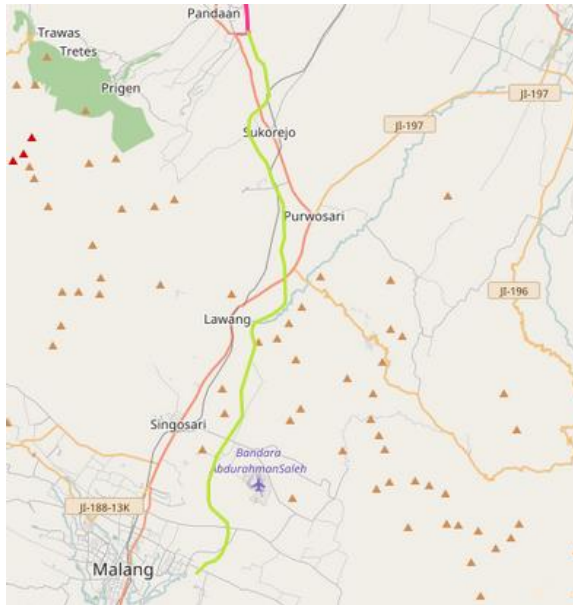 Pandaan
Trawas
Tretes
Prigen
JI-197
Sukorejo
JI-197
Purwosari
JI-196
Lawang
Singosari
Bandara
AbdurahmanSaleh
JI-188-13K
Malang